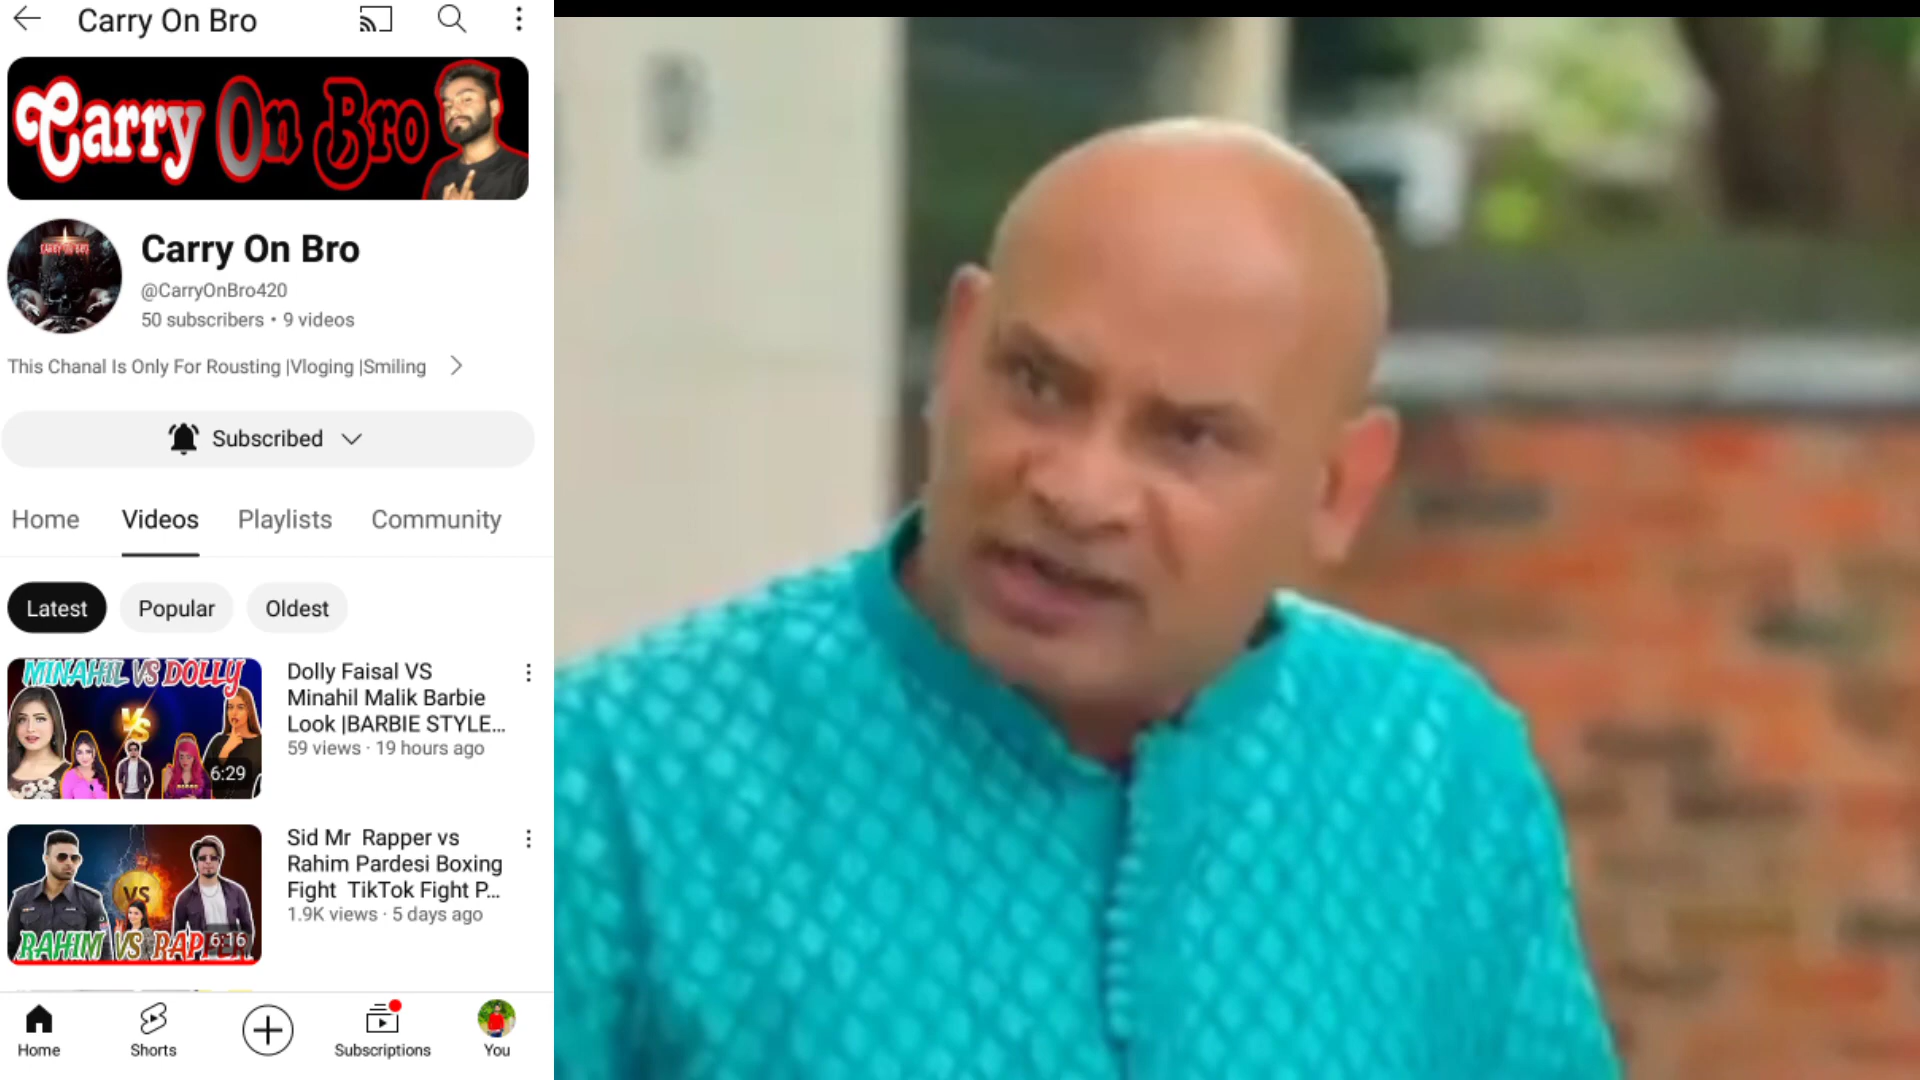 Carry On Bro
Carry On Bro
CARRY ON BRO
Carry On Bro
@CarryOnBro420
50 subscribers • 9 videos
This Chanal Is Only For Rousting |Vloging |Smiling
Subscribed
Home Videos Playlists Community
Latest Popular Oldest
MINAHIL VS DOLLY
VS
6:29
Dolly Faisal VS
Minahil Malik Barbie
Look |BARBIE STYLE...
59 views · 19 hours ago
VS
RAHIM VS RAPPER
6:16
Sid Mr Rapper vs
Rahim Pardesi Boxing
Fight TikTok Fight P...
1.9K views · 5 days ago
Home Shorts Subscriptions You